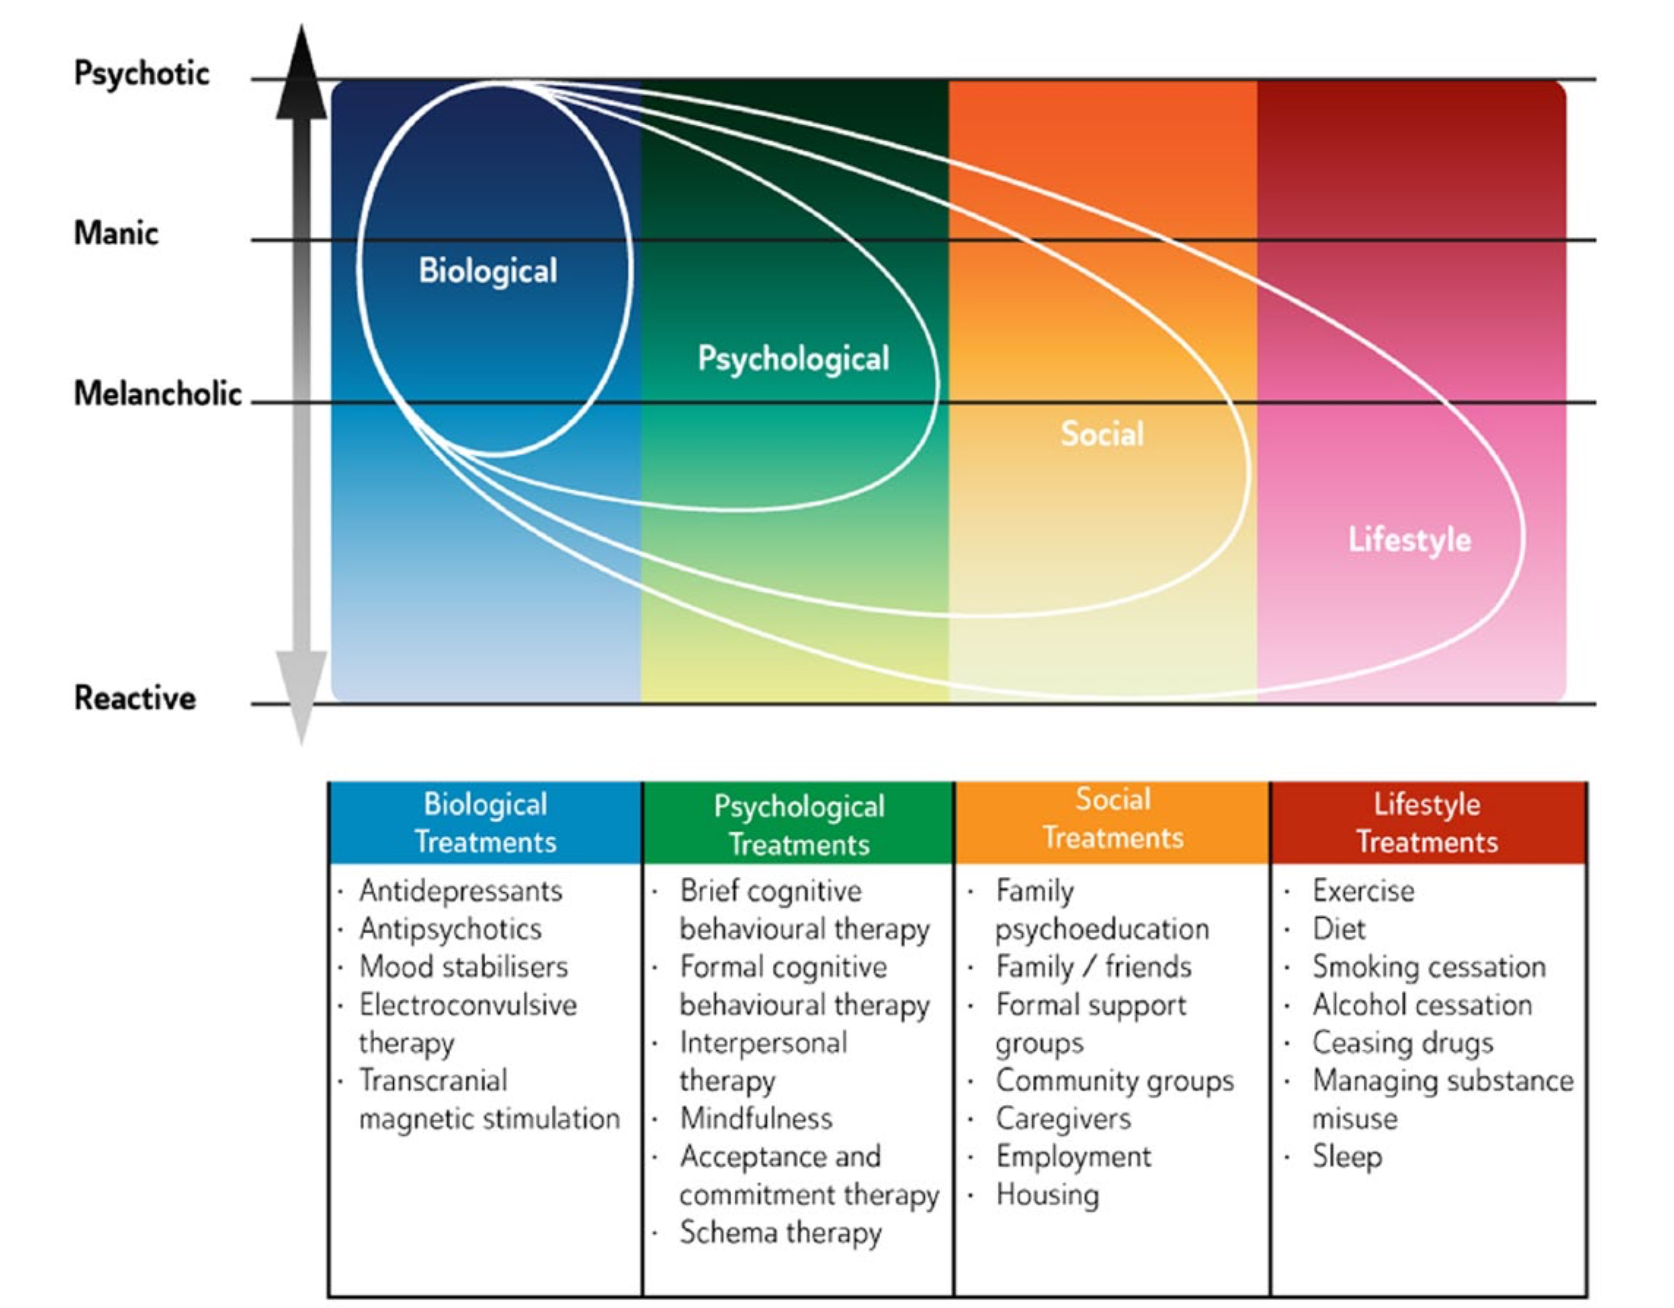 Psychotic
Manic
Biological
Psychological
Melancholic
Social
Lifestyle
Reactive
Biological
Treatments
· Antidepressants
· Antipsychotics
· Mood stabilisers
· Electroconvulsive
therapy
· Transcranial
magnetic stimulation
Psychological
Treatments
· Brief cognitive
behavioural therapy
· Formal cognitive
behavioural therapy
· Interpersonal
therapy
· Mindfulness
· Acceptance and
commitment therapy
· Schema therapy
Social
Treatments
· Family
psychoeducation
· Family / friends
· Formal support
groups
· Community groups
· Caregivers
· Employment
· Housing
Lifestyle
Treatments
· Exercise
· Diet
· Smoking cessation
· Alcohol cessation
· Ceasing drugs
· Managing substance
misuse
· Sleep